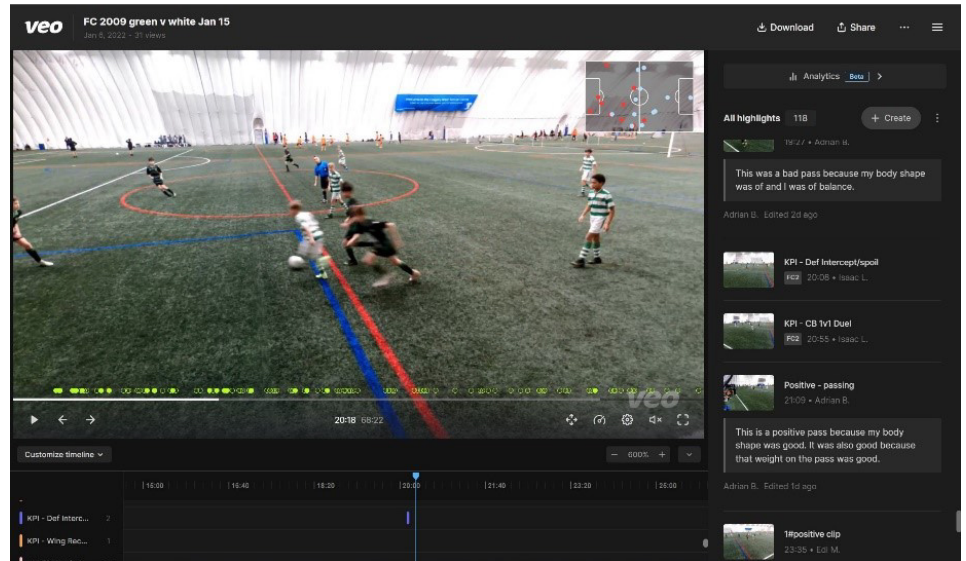 veo
FC 2009 green v white Jan 15
Jan 6, 2022 - 31 views
Download
Share
Analytics Beta
All highlights 118
+ Create
19:27 • Adrian B.
This was a bad pass because my body shape
was of and I was of balance.
Adrian B. Edited 2d ago
KPI - Def Intercept/spoil
FC2 20:08 • Isaac L.
KPI - CB 1v1 Duel
FC2 20:55 • Isaac L.
Positive - passing
21:09 • Adrian B.
This is a positive pass because my body
shape was good. It was also good because
that weight on the pass was good.
Adrian B. Edited 1d ago
1#positive clip
23:35 • Edi M.
veo
20:18 68:22
Customize timeline
- 600% +
15:00 16:40 18:20 20:00 21:40 23:20 25:00
KPI - Def Interc... 2
KPI - Wing Rec... 1